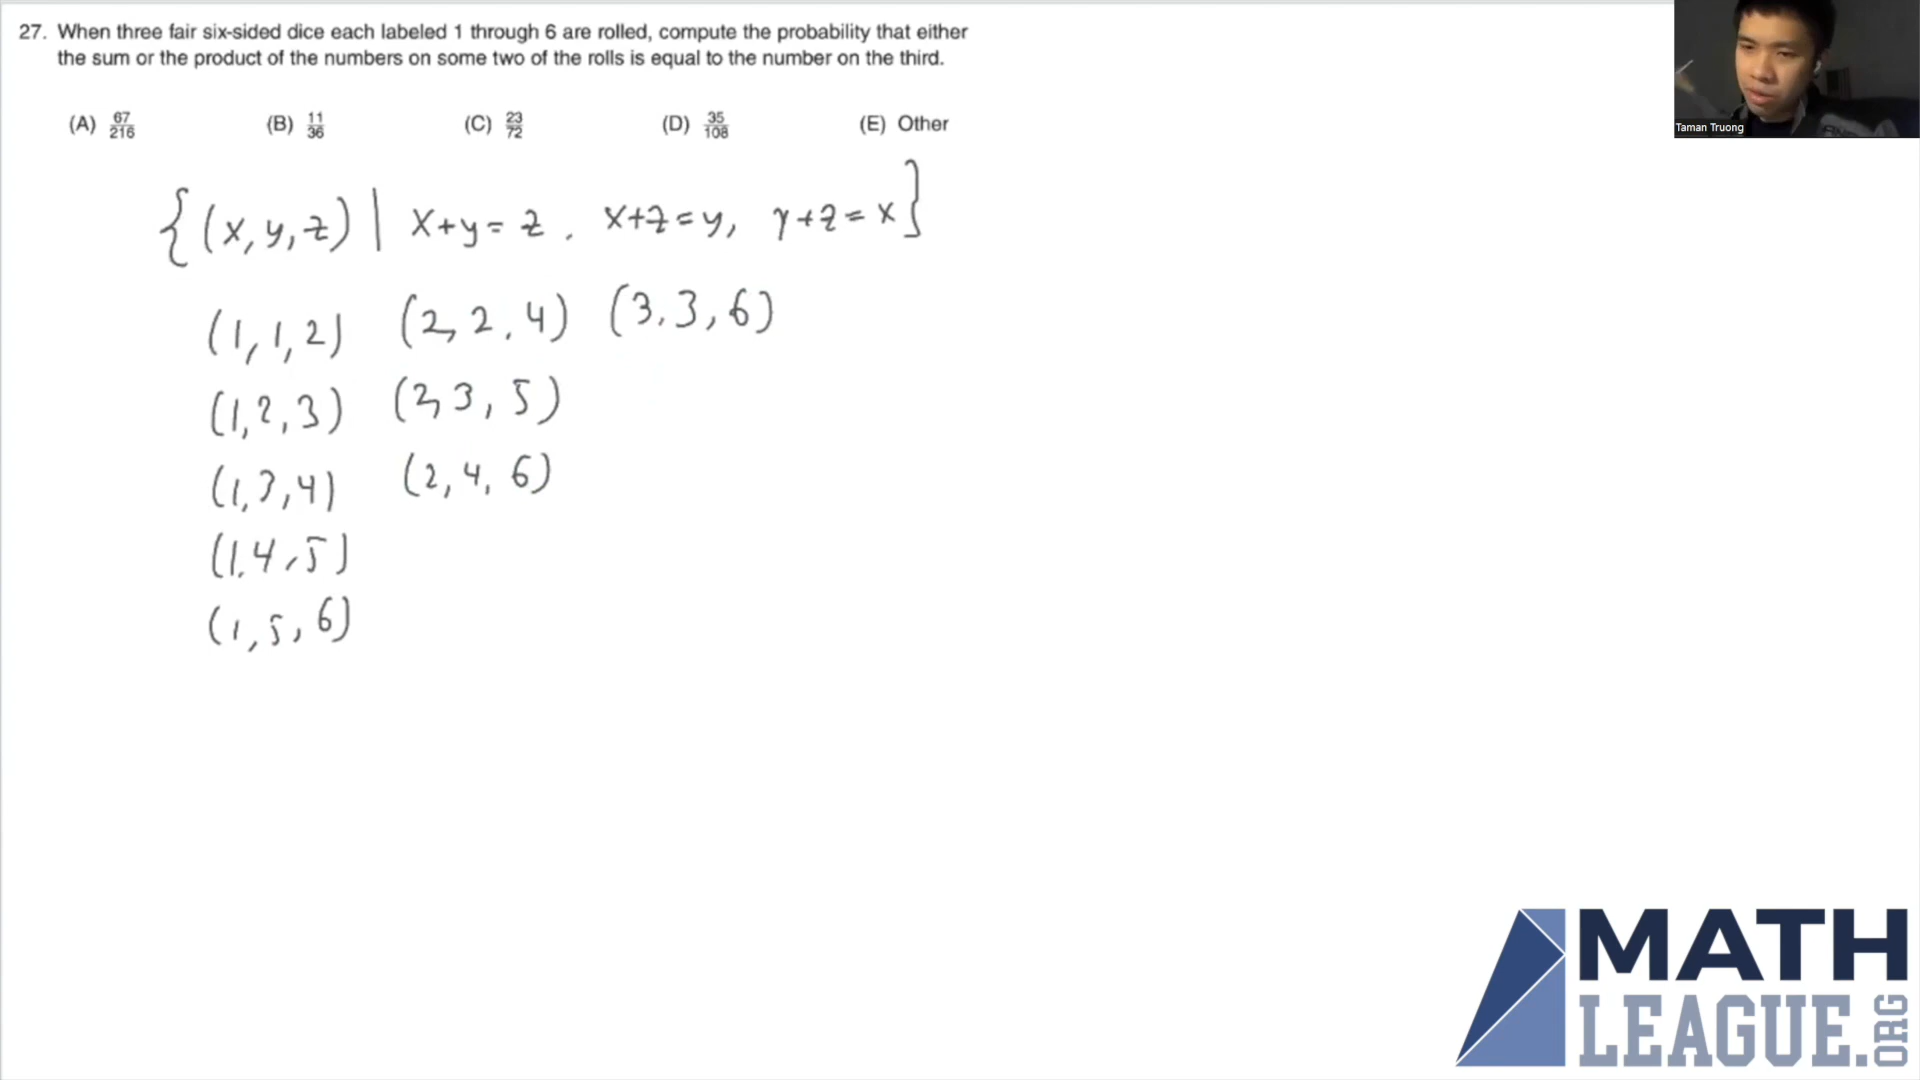 27. When three fair six-sided dice each labeled 1 through 6 are rolled, compute the probability that either
the sum or the product of the numbers on some two of the rolls is equal to the number on the third.
(A) 67/216 (B) 11/36 (C) 23/72 (D) 35/108 (E) Other
{(x, y, z) | x+y=z, x+z=y, y+z=x}
(1, 1, 2) (2, 2, 4) (3, 3, 6)
(1, 2, 3) (2, 3, 5)
(1, 3, 4) (2, 4, 6)
(1, 4, 5)
(1, 5, 6)
Taman Truong
MATH
LEAGUE.ORG